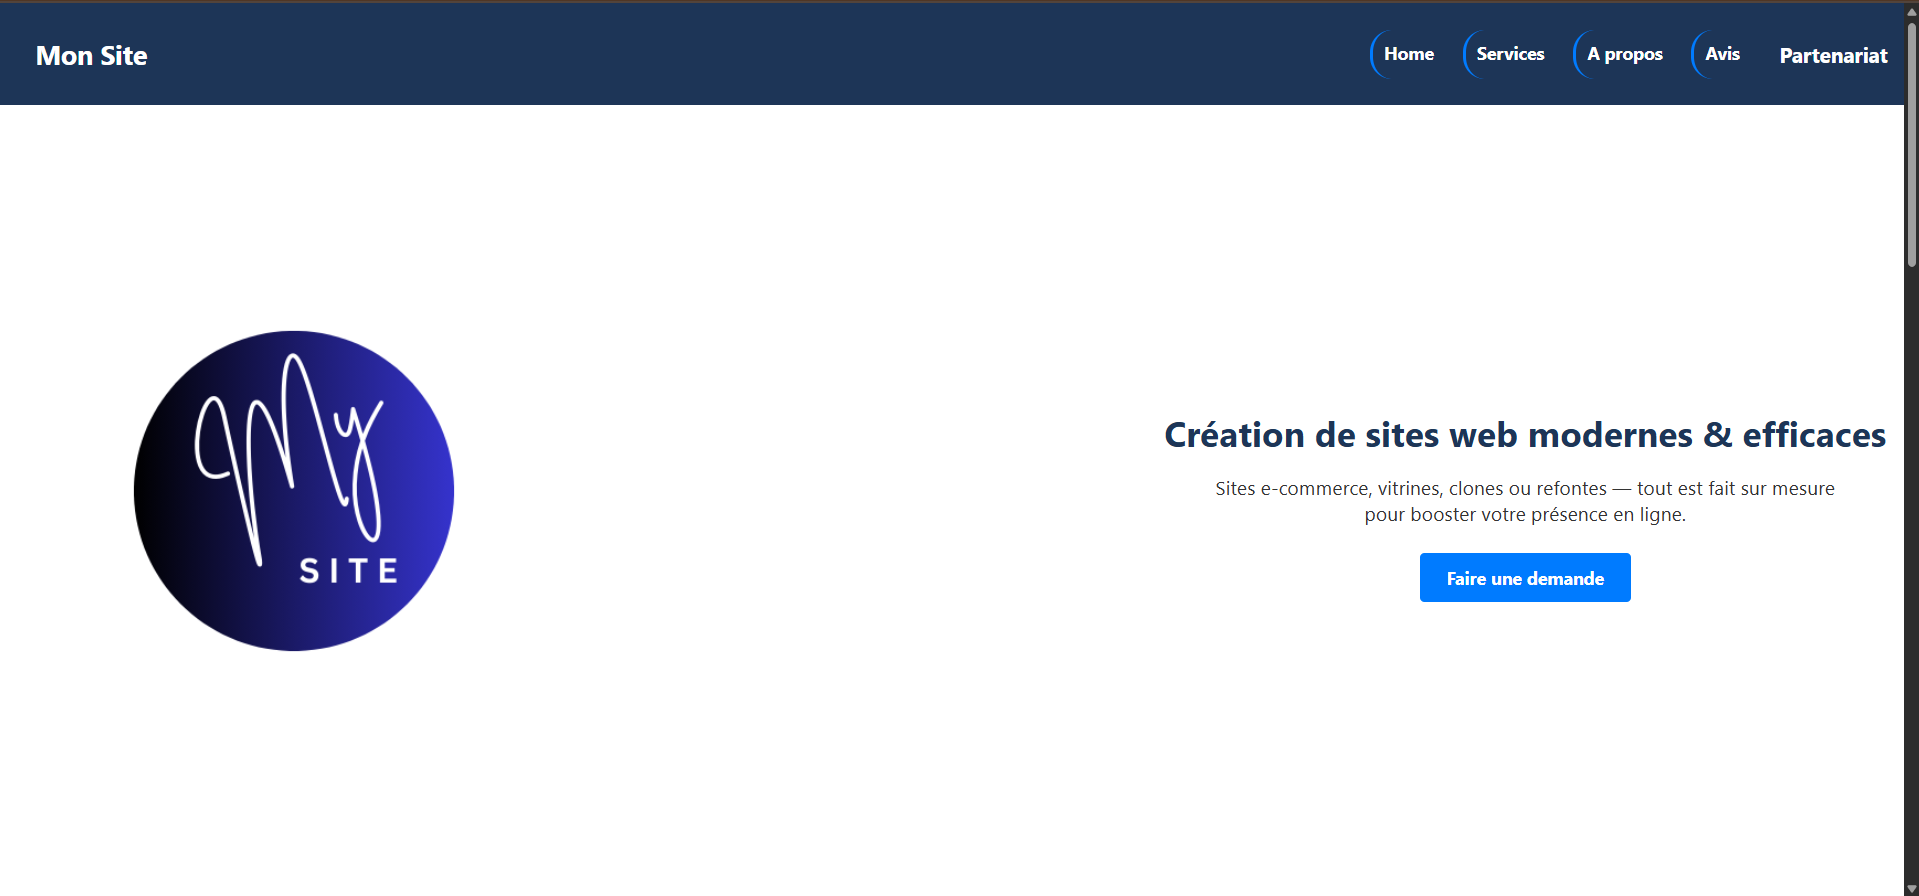 Mon Site
Home
Services
A propos
Avis
Partenariat
My
SITE
Création de sites web modernes & efficaces
Sites e-commerce, vitrines, clones ou refontes — tout est fait sur mesure
pour booster votre présence en ligne.
Faire une demande